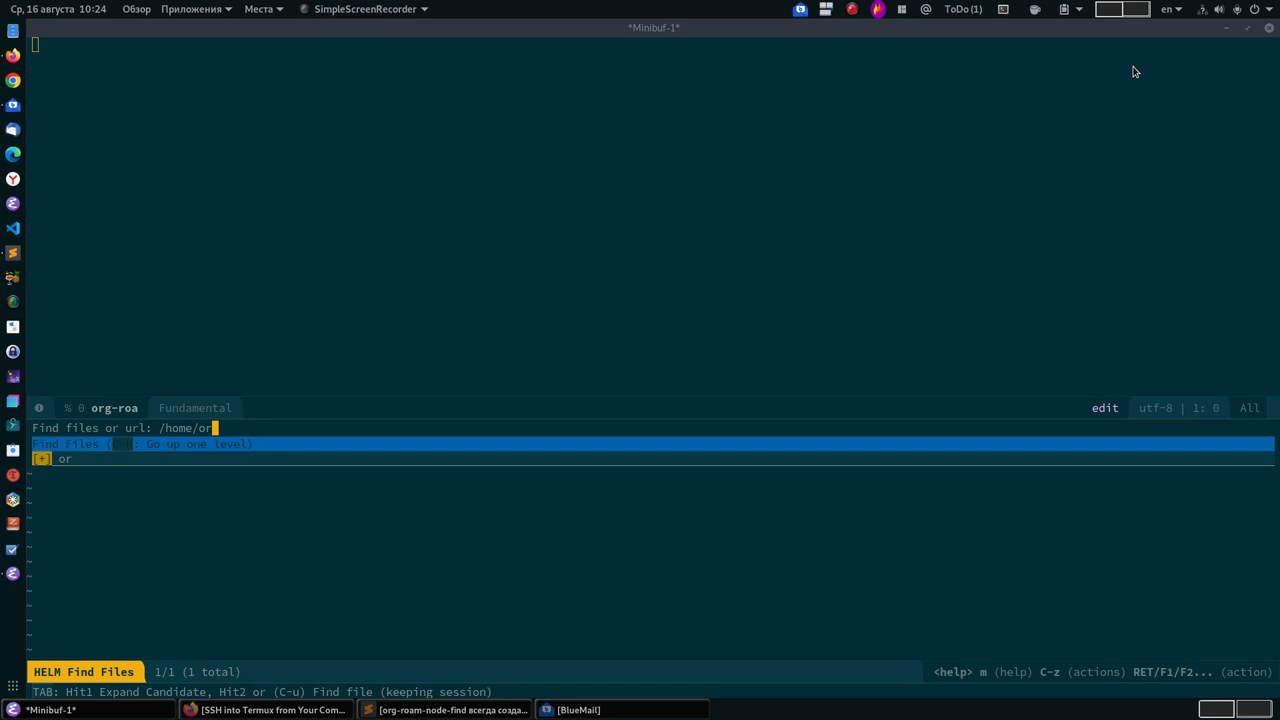 Ср, 16 августа 10:24 Обзор Приложения Места SimpleScreenRecorder ToDo (1) en
*Minibuf-1*
% 0 org-roa Fundamental edit utf-8 | 1: 0 All
Find files or url: /home/or
Find Files (C-l: Go up one level)
[+] or
~
~
~
~
~
~
~
~
~
~
~
~
~
HELM Find Files 1/1 (1 total) <help> m (help) C-z (actions) RET/F1/F2... (action)
TAB: Hit1 Expand Candidate, Hit2 or (C-u) Find file (keeping session)
*Minibuf-1* [SSH into Termux from Your Com... [org-roam-node-find всегда созда... [BlueMail]